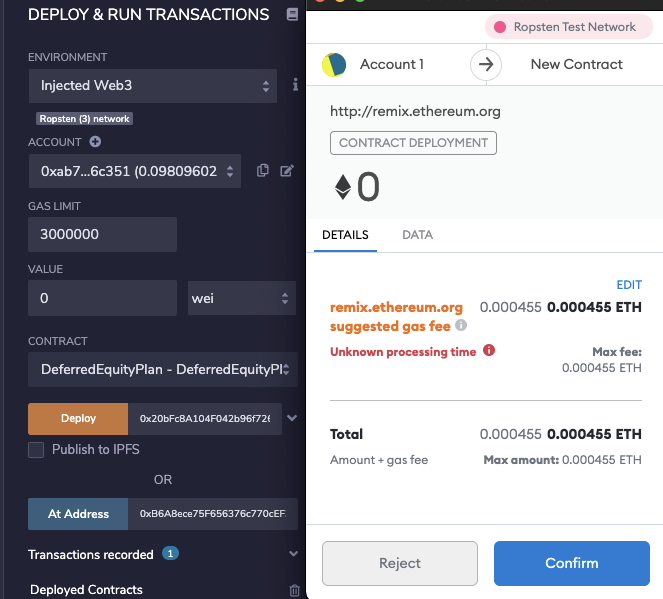 DEPLOY & RUN TRANSACTIONS
ENVIRONMENT
Injected Web3
Ropsten (3) network
ACCOUNT
0xab7...6c351 (0.09809602
GAS LIMIT
3000000
VALUE
0
wei
CONTRACT
DeferredEquityPlan - DeferredEquityPl
Deploy
0x20bFc8A104F042b96f726
Publish to IPFS
OR
At Address
0xB6A8ece75F656376c770cEF
Transactions recorded 1
Deployed Contracts
Ropsten Test Network
Account 1
New Contract
http://remix.ethereum.org
CONTRACT DEPLOYMENT
0
DETAILS
DATA
EDIT
remix.ethereum.org 0.000455 0.000455 ETH
suggested gas fee
Unknown processing time
Max fee:
0.000455 ETH
Total 0.000455 0.000455 ETH
Amount + gas fee Max amount: 0.000455 ETH
Reject
Confirm